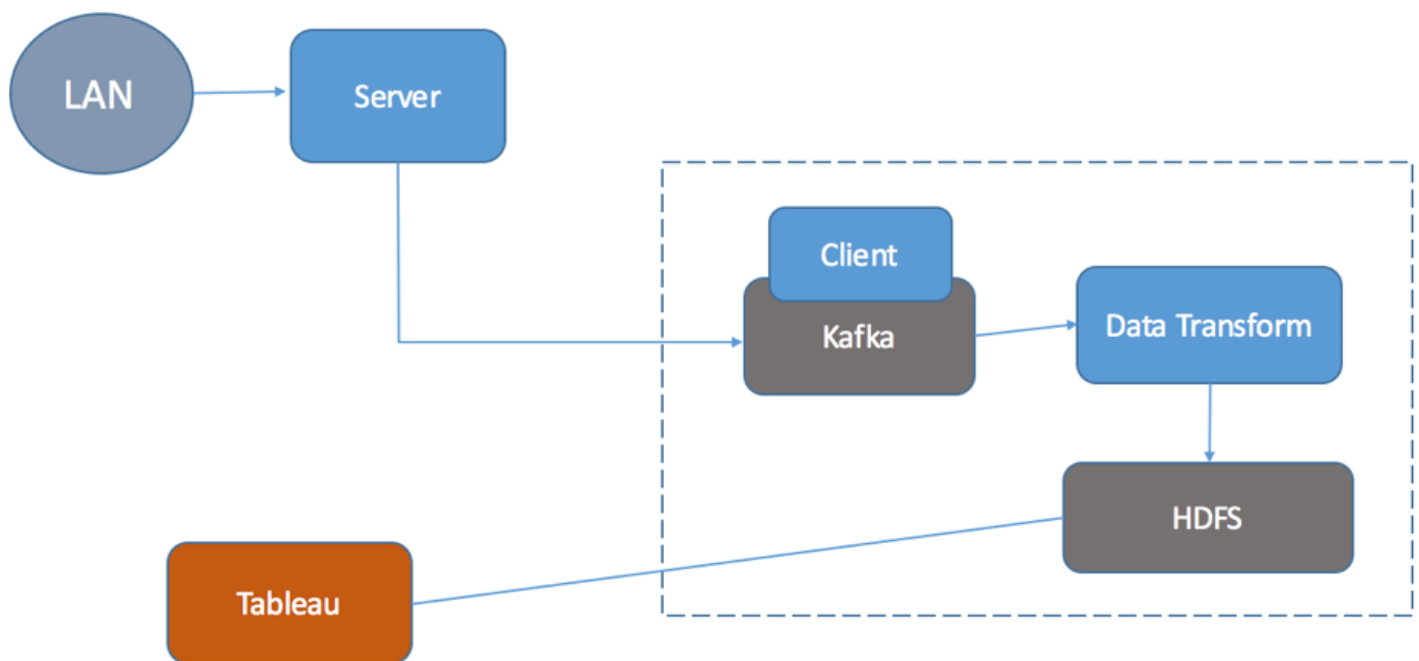 LAN
Server
Client
Kafka
Data Transform
HDFS
Tableau